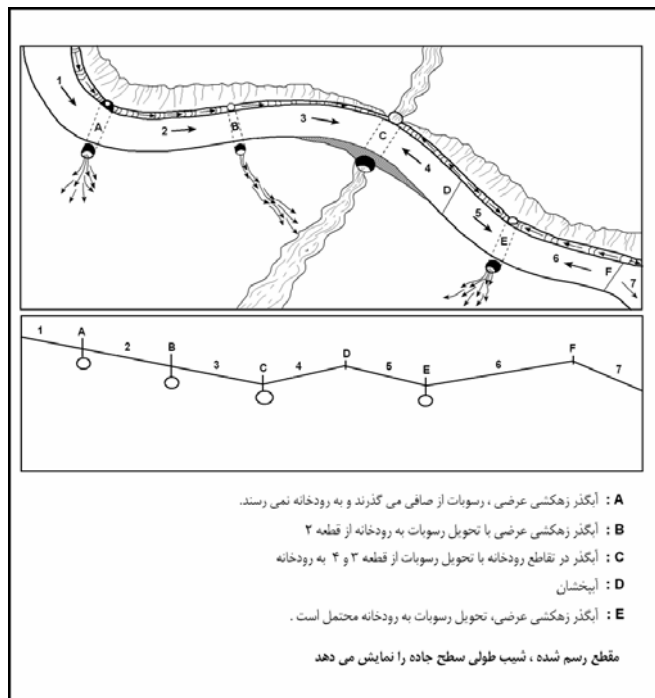 1
A
2
B
3
C
4
D
5
E
6
F
7
1
A
2
B
3
C
4
D
5
E
6
F
7
A : آبگذر زهکشی عرضی ، رسوبات از صافی می گذرند و به رودخانه نمی رسند.
B : آبگذر زهکشی عرضی با تحویل رسوبات به رودخانه از قطعه ۲
C : آبگذر در تقاطع رودخانه با تحویل رسوبات از قطعه ۳ و ۴ به رودخانه
D : آبپخشان
E : آبگذر زهکشی عرضی، تحویل رسوبات به رودخانه محتمل است .
مقطع رسم شده ، شیب طولی سطح جاده را نمایش می دهد